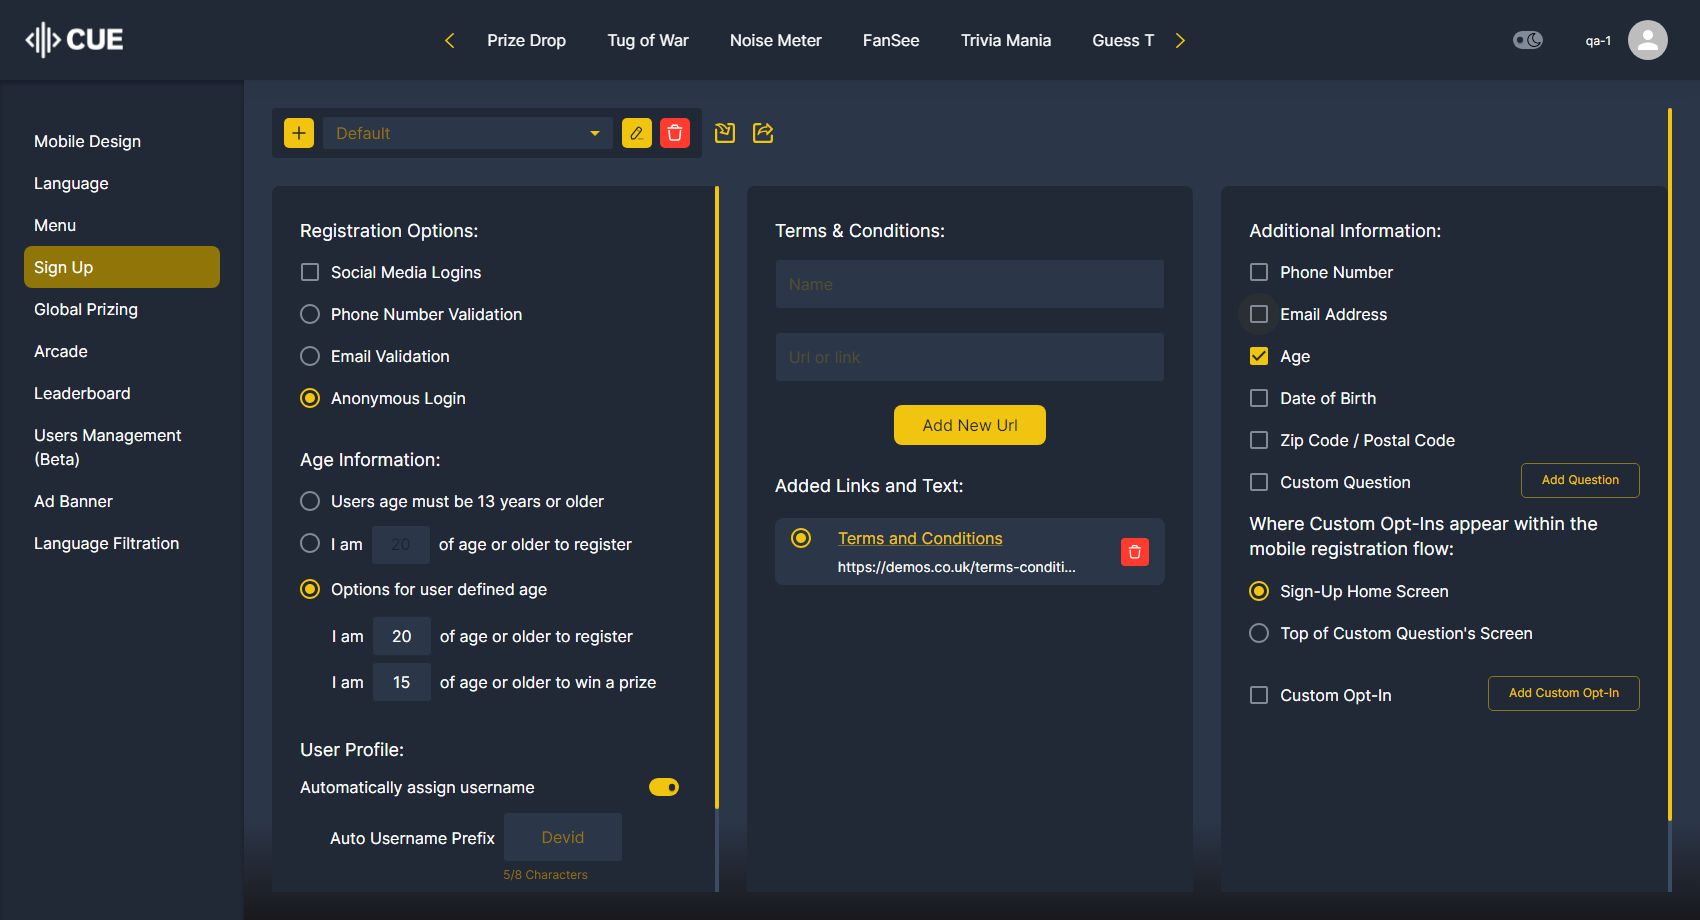 CUE
Prize Drop
Tug of War
Noise Meter
FanSee
Trivia Mania
Guess T
qa-1
Mobile Design
Language
Menu
Sign Up
Global Prizing
Arcade
Leaderboard
Users Management
(Beta)
Ad Banner
Language Filtration
Default
Registration Options:
Social Media Logins
Phone Number Validation
Email Validation
Anonymous Login
Age Information:
Users age must be 13 years or older
I am 20 of age or older to register
Options for user defined age
I am 20 of age or older to register
I am 15 of age or older to win a prize
User Profile:
Automatically assign username
Auto Username Prefix Devid
5/8 Characters
Terms & Conditions:
Name
Url or link
Add New Url
Added Links and Text:
Terms and Conditions
https://demos.co.uk/terms-conditi...
Additional Information:
Phone Number
Email Address
Age
Date of Birth
Zip Code / Postal Code
Custom Question
Add Question
Where Custom Opt-Ins appear within the
mobile registration flow:
Sign-Up Home Screen
Top of Custom Question's Screen
Custom Opt-In
Add Custom Opt-In